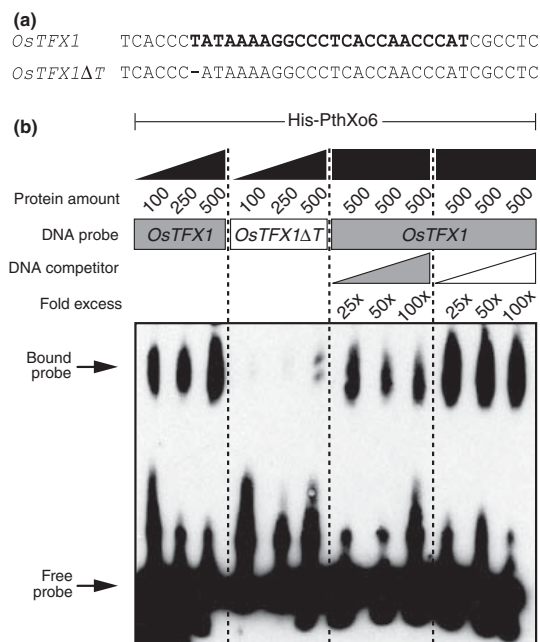 (a)
OsTFX1 TCACCCTATAAAAGGCCCTCACCAACCCATCGCCTC
OsTFX1ΔT TCACCC-ATAAAAGGCCCTCACCAACCCATCGCCTC
(b)
His-PthXo6
Protein amount 100 250 500 100 250 500 500 500 500 500 500 500
DNA probe OsTFX1 OsTFX1ΔT OsTFX1
DNA competitor
Fold excess 25x 50x 100x 25x 50x 100x
Bound
probe
Free
probe